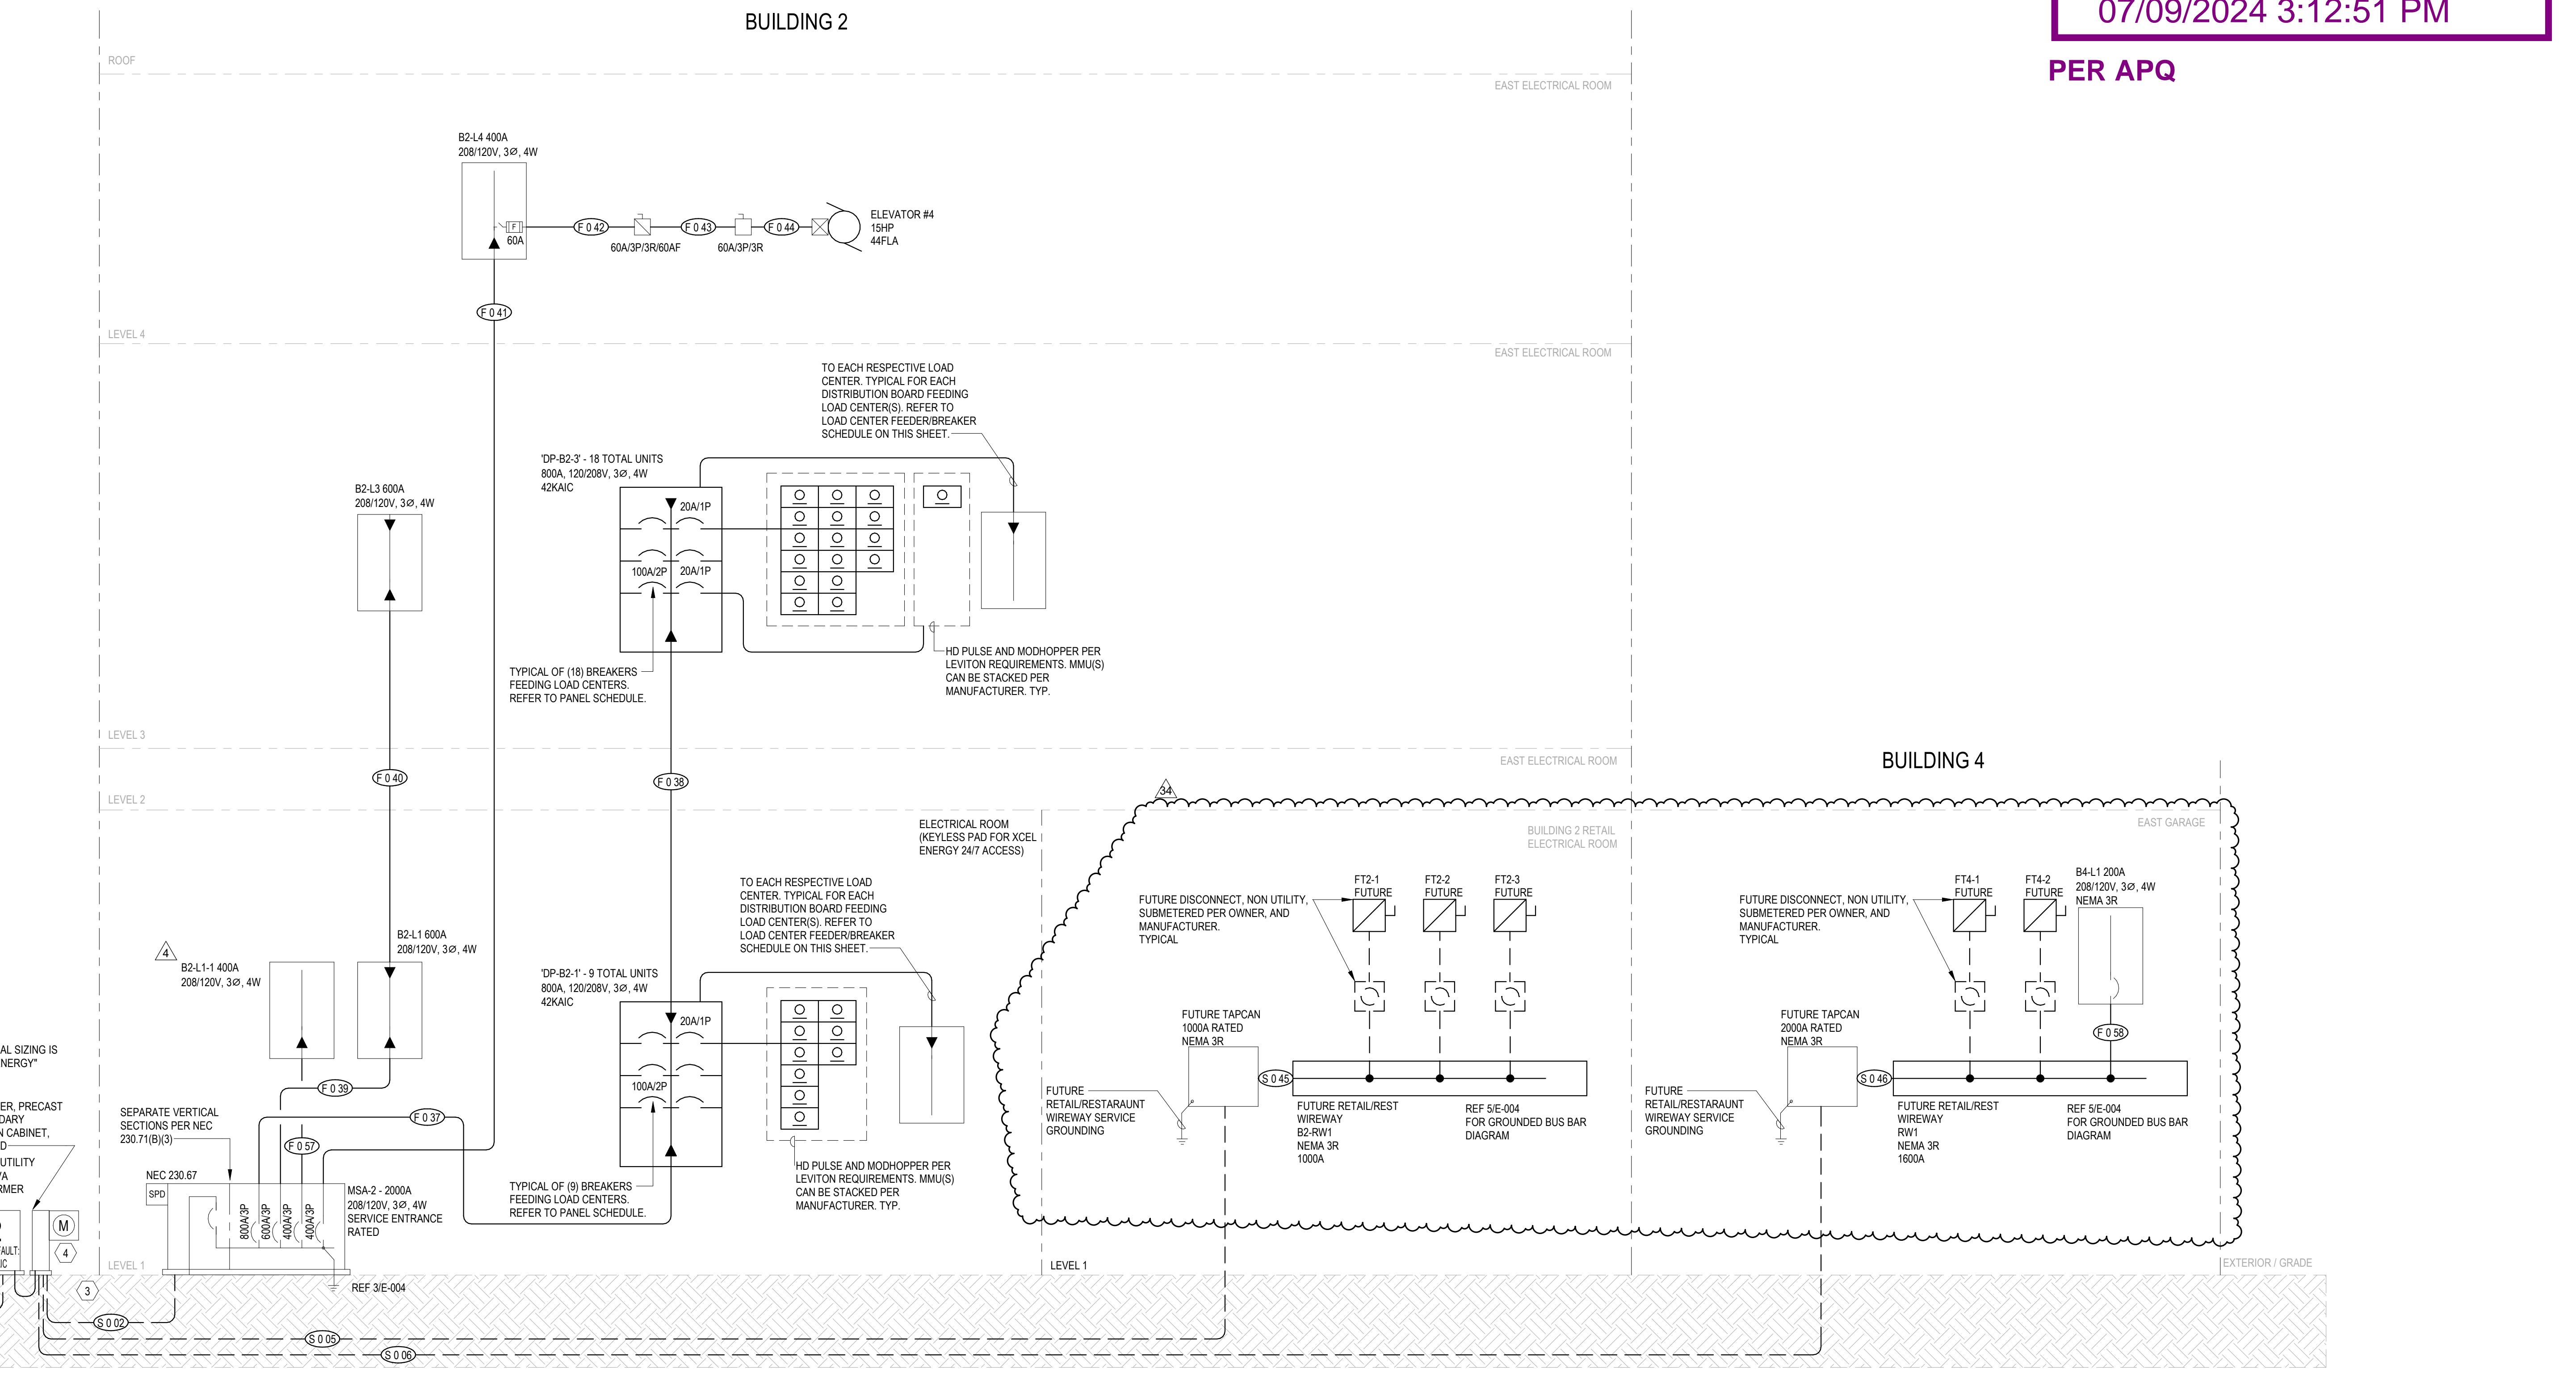 BUILDING 2
07/09/2024 3:12:51 PM
PER APQ
ROOF
EAST ELECTRICAL ROOM
B2-L4 400A
208/120V, 3Ø, 4W
F
60A
F 0 42
60A/3P/3R/60AF
F 0 43
60A/3P/3R
F 0 44
ELEVATOR #4
15HP
44FLA
F 0 41
LEVEL 4
EAST ELECTRICAL ROOM
TO EACH RESPECTIVE LOAD
CENTER. TYPICAL FOR EACH
DISTRIBUTION BOARD FEEDING
LOAD CENTER(S). REFER TO
LOAD CENTER FEEDER/BREAKER
SCHEDULE ON THIS SHEET.
'DP-B2-3' - 18 TOTAL UNITS
800A, 120/208V, 3Ø, 4W
42KAIC
20A/1P
100A/2P
20A/1P
B2-L3 600A
208/120V, 3Ø, 4W
TYPICAL OF (18) BREAKERS
FEEDING LOAD CENTERS.
REFER TO PANEL SCHEDULE.
HD PULSE AND MODHOPPER PER
LEVITON REQUIREMENTS. MMU(S)
CAN BE STACKED PER
MANUFACTURER. TYP.
LEVEL 3
EAST ELECTRICAL ROOM
F 0 40
F 0 38
LEVEL 2
BUILDING 4
34
ELECTRICAL ROOM
(KEYLESS PAD FOR XCEL
ENERGY 24/7 ACCESS)
BUILDING 2 RETAIL
ELECTRICAL ROOM
EAST GARAGE
TO EACH RESPECTIVE LOAD
CENTER. TYPICAL FOR EACH
DISTRIBUTION BOARD FEEDING
LOAD CENTER(S). REFER TO
LOAD CENTER FEEDER/BREAKER
SCHEDULE ON THIS SHEET.
'DP-B2-1' - 9 TOTAL UNITS
800A, 120/208V, 3Ø, 4W
42KAIC
20A/1P
100A/2P
TYPICAL OF (9) BREAKERS
FEEDING LOAD CENTERS.
REFER TO PANEL SCHEDULE.
HD PULSE AND MODHOPPER PER
LEVITON REQUIREMENTS. MMU(S)
CAN BE STACKED PER
MANUFACTURER. TYP.
B2-L1 600A
208/120V, 3Ø, 4W
4
B2-L1-1 400A
208/120V, 3Ø, 4W
F 0 39
F 0 37
F 0 57
SEPARATE VERTICAL
SECTIONS PER NEC
230.71(B)(3)
NEC 230.67
SPD
800A/3P
600A/3P
400A/3P
400A/3P
MSA-2 - 2000A
208/120V, 3Ø, 4W
SERVICE ENTRANCE
RATED
REF 3/E-004
AL SIZING IS
NERGY"
ER, PRECAST
DARY
N CABINET,
D
UTILITY
VA
RMER
M
4
FAULT:
IC
3
LEVEL 1
S 0 02
S 0 05
S 0 06
FUTURE DISCONNECT, NON UTILITY,
SUBMETERED PER OWNER, AND
MANUFACTURER.
TYPICAL
FT2-1
FUTURE
FT2-2
FUTURE
FT2-3
FUTURE
FUTURE TAPCAN
1000A RATED
NEMA 3R
S 0 45
FUTURE
RETAIL/RESTARAUNT
WIREWAY SERVICE
GROUNDING
FUTURE RETAIL/REST
WIREWAY
B2-RW1
NEMA 3R
1000A
REF 5/E-004
FOR GROUNDED BUS BAR
DIAGRAM
LEVEL 1
FUTURE DISCONNECT, NON UTILITY,
SUBMETERED PER OWNER, AND
MANUFACTURER.
TYPICAL
FT4-1
FUTURE
FT4-2
FUTURE
B4-L1 200A
208/120V, 3Ø, 4W
NEMA 3R
F 0 58
FUTURE TAPCAN
2000A RATED
NEMA 3R
S 0 46
FUTURE
RETAIL/RESTARAUNT
WIREWAY SERVICE
GROUNDING
FUTURE RETAIL/REST
WIREWAY
RW1
NEMA 3R
1600A
REF 5/E-004
FOR GROUNDED BUS BAR
DIAGRAM
EXTERIOR / GRADE